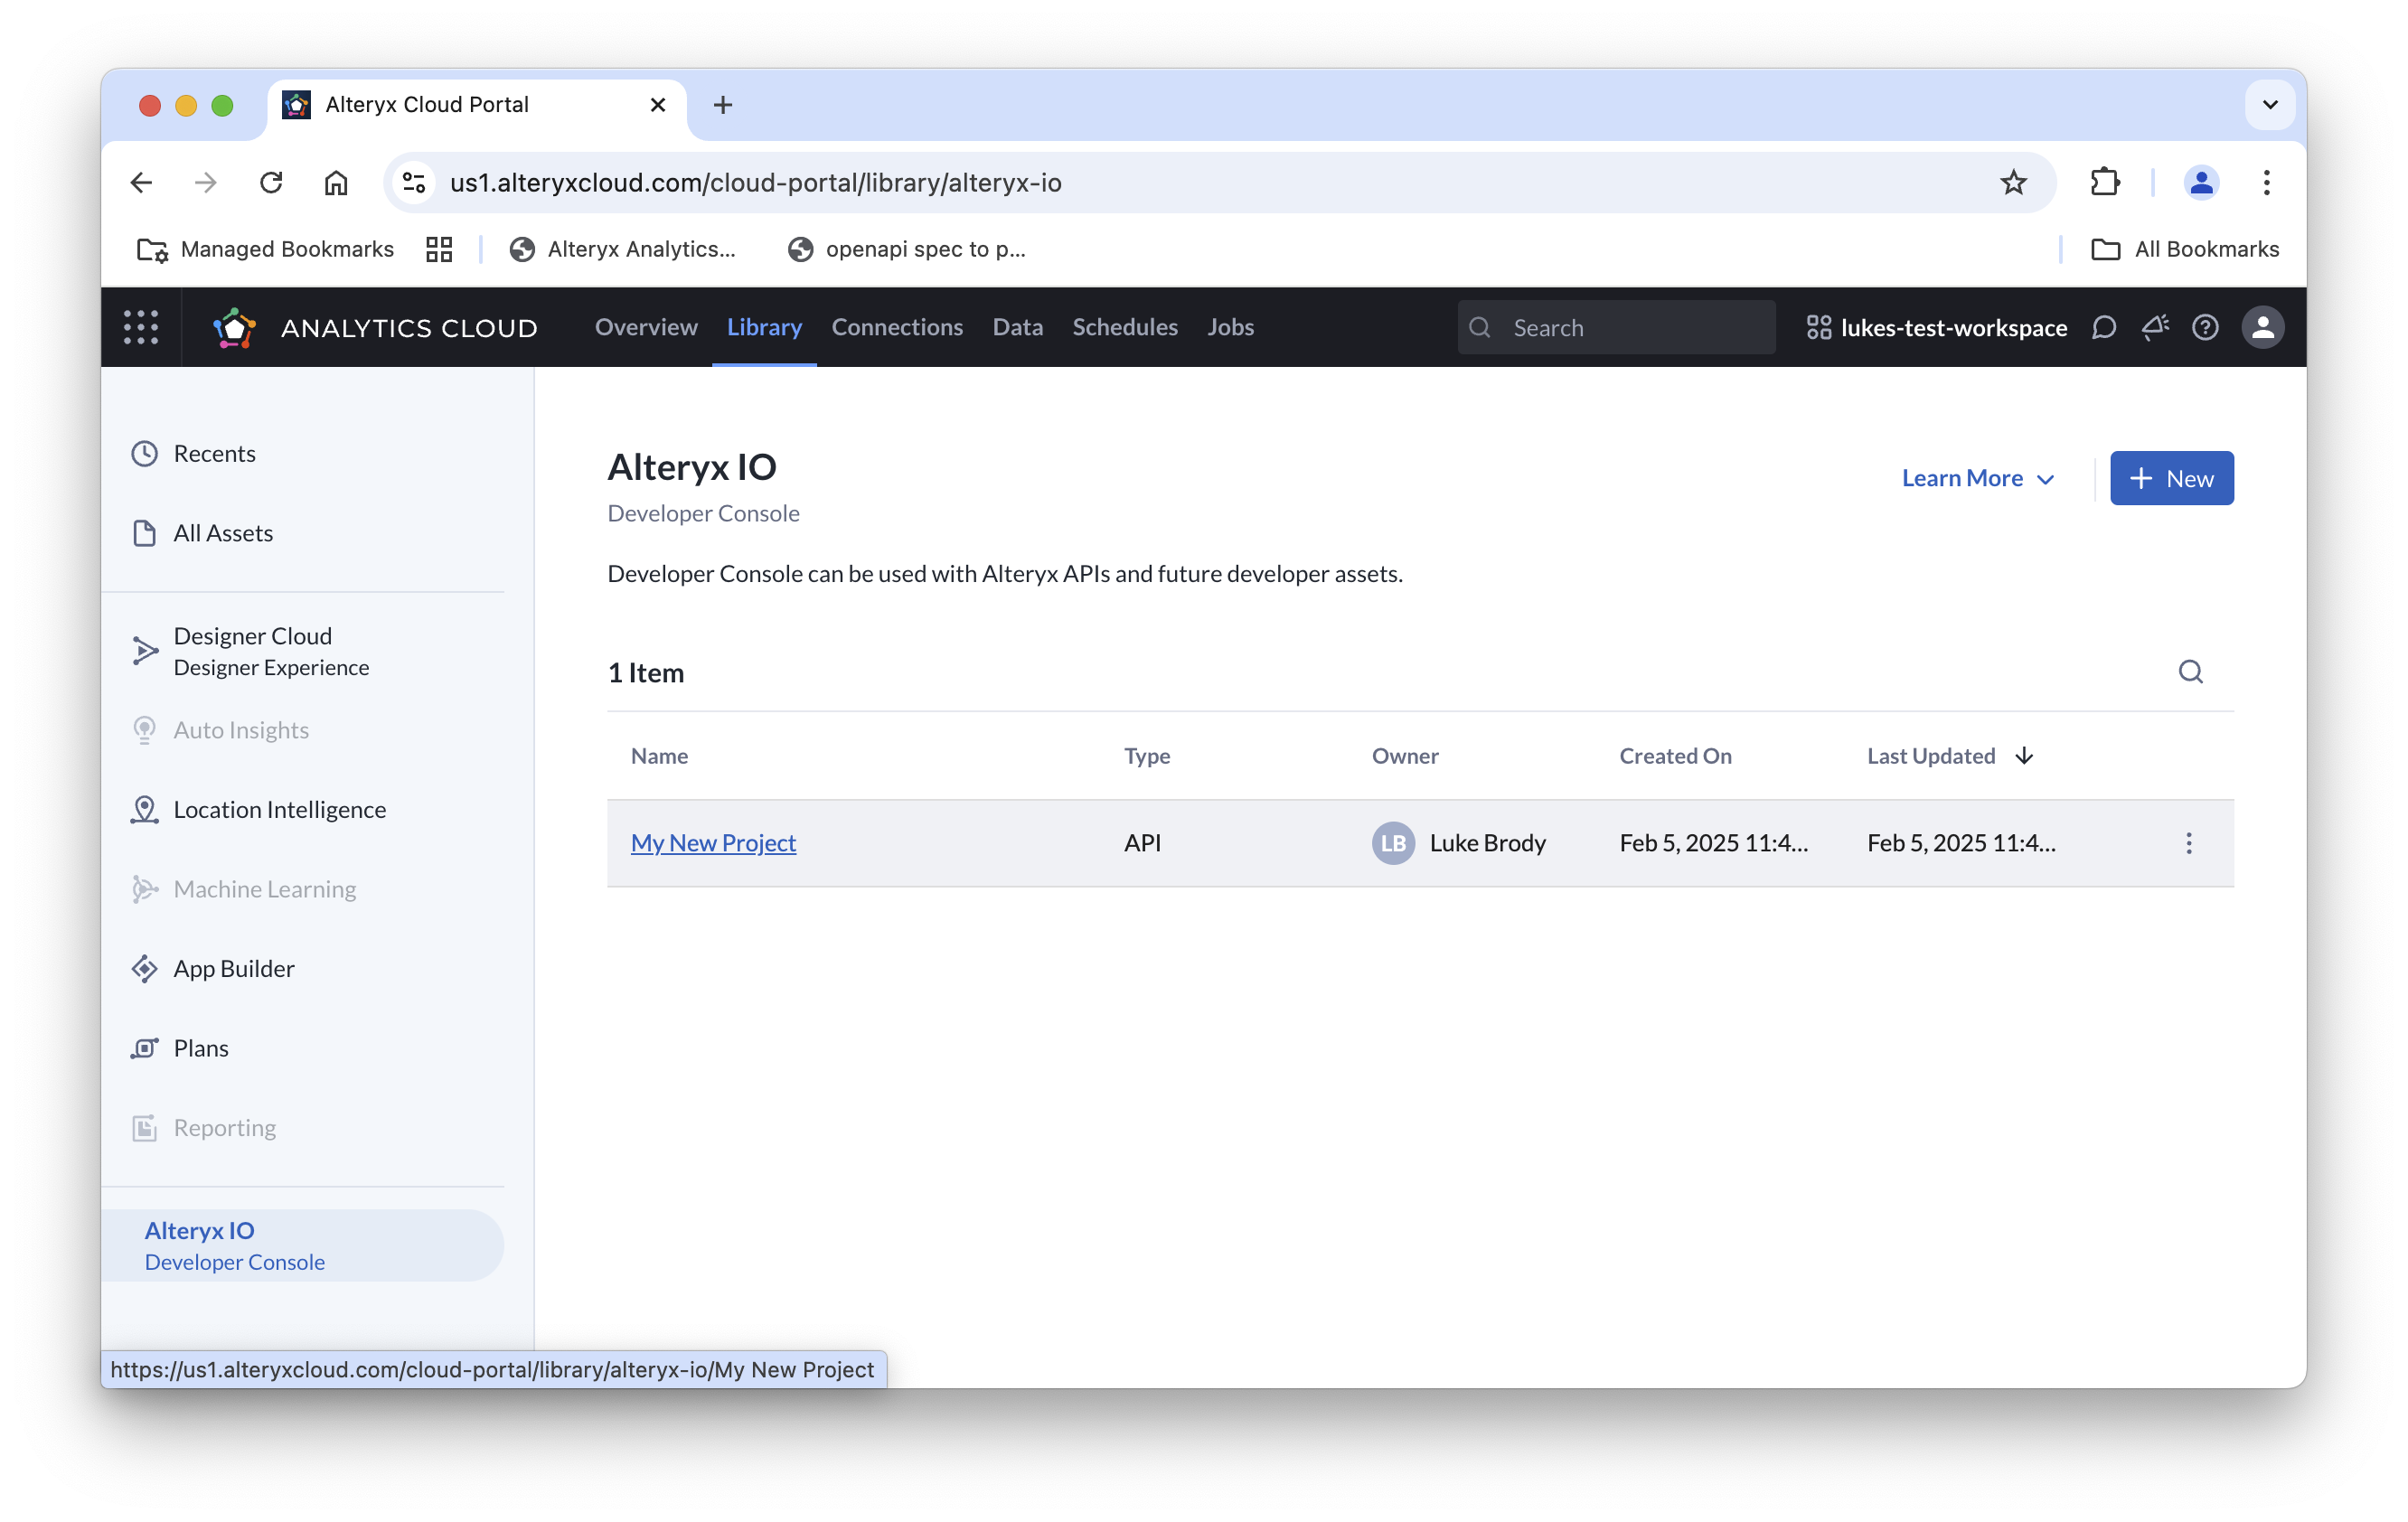 Alteryx Cloud Portal
us1.alteryxcloud.com/cloud-portal/library/alteryx-io
Managed Bookmarks
Alteryx Analytics...
openapi spec to p...
All Bookmarks
ANALYTICS CLOUD
Overview
Library
Connections
Data
Schedules
Jobs
Search
lukes-test-workspace
Recents
All Assets
Designer Cloud
Designer Experience
Auto Insights
Location Intelligence
Machine Learning
App Builder
Plans
Reporting
Alteryx IO
Developer Console
Alteryx IO
Developer Console
Learn More
New
Developer Console can be used with Alteryx APIs and future developer assets.
1 Item
Name Type Owner Created On Last Updated
My New Project API LB Luke Brody Feb 5, 2025 11:4... Feb 5, 2025 11:4...
https://us1.alteryxcloud.com/cloud-portal/library/alteryx-io/My New Project